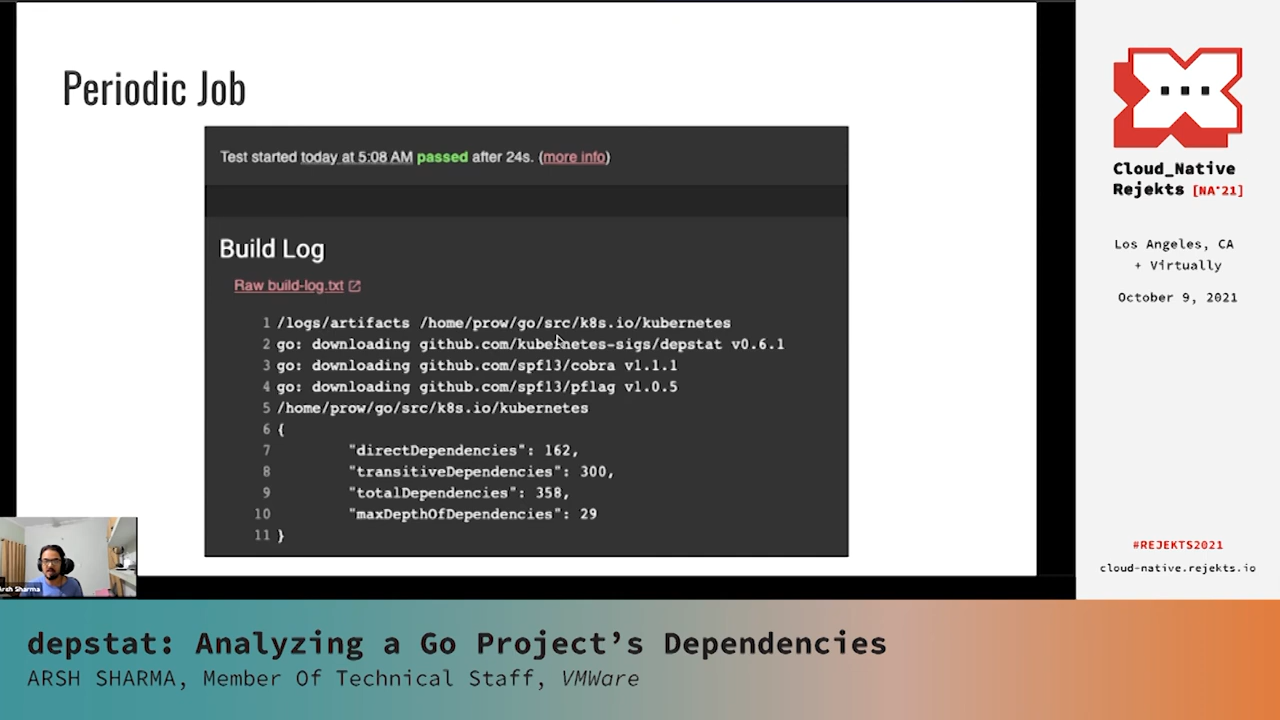 Periodic Job
Test started today at 5:08 AM passed after 24s. (more info)
Build Log
Raw build-log.txt
1 /logs/artifacts /home/prow/go/src/k8s.io/kubernetes
2 go: downloading github.com/kubernetes-sigs/depstat v0.6.1
3 go: downloading github.com/spf13/cobra v1.1.1
4 go: downloading github.com/spf13/pflag v1.0.5
5 /home/prow/go/src/k8s.io/kubernetes
6 {
7 "directDependencies": 162,
8 "transitiveDependencies": 300,
9 "totalDependencies": 358,
10 "maxDepthOfDependencies": 29
11 }
Arsh Sharma
Cloud_Native
Rejekts [NA'21]
Los Angeles, CA
+ Virtually
October 9, 2021
#REJEKTS2021
cloud-native.rejekts.io
depstat: Analyzing a Go Project’s Dependencies
ARSH SHARMA, Member Of Technical Staff, VMWare